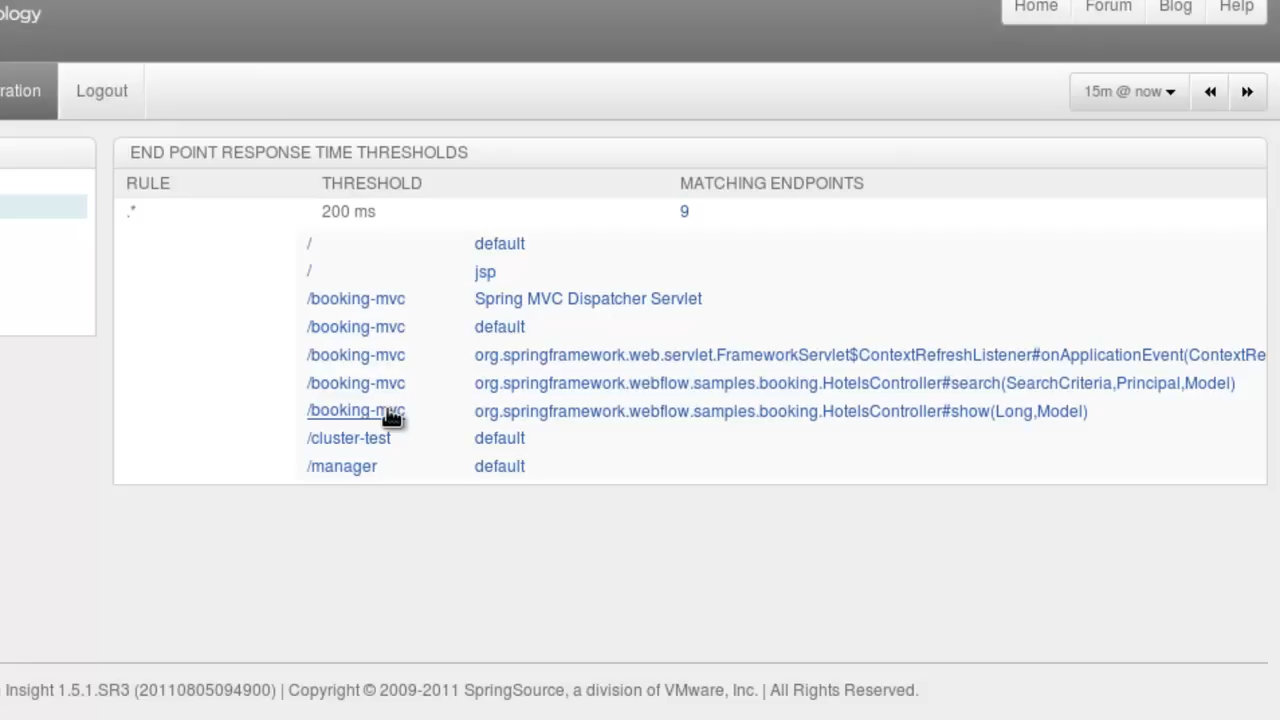 ology
Home Forum Blog Help
ration Logout 15m @ now
END POINT RESPONSE TIME THRESHOLDS
RULE THRESHOLD MATCHING ENDPOINTS
.* 200 ms 9
/ default
/ jsp
/booking-mvc Spring MVC Dispatcher Servlet
/booking-mvc default
/booking-mvc org.springframework.web.servlet.FrameworkServlet$ContextRefreshListener#onApplicationEvent(ContextRe
/booking-mvc org.springframework.webflow.samples.booking.HotelsController#search(SearchCriteria,Principal,Model)
/booking-mvc org.springframework.webflow.samples.booking.HotelsController#show(Long,Model)
/cluster-test default
/manager default
Insight 1.5.1.SR3 (20110805094900) | Copyright © 2009-2011 SpringSource, a division of VMware, Inc. | All Rights Reserved.